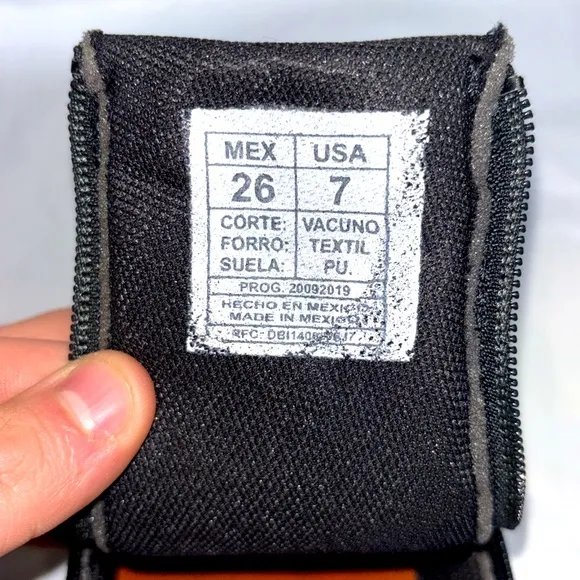 MEX USA
26 7
CORTE: VACUNO
FORRO: TEXTIL
SUELA: PU.
PROG. 20092019
HECHO EN MEXICO
MADE IN MEXICO
RFC: